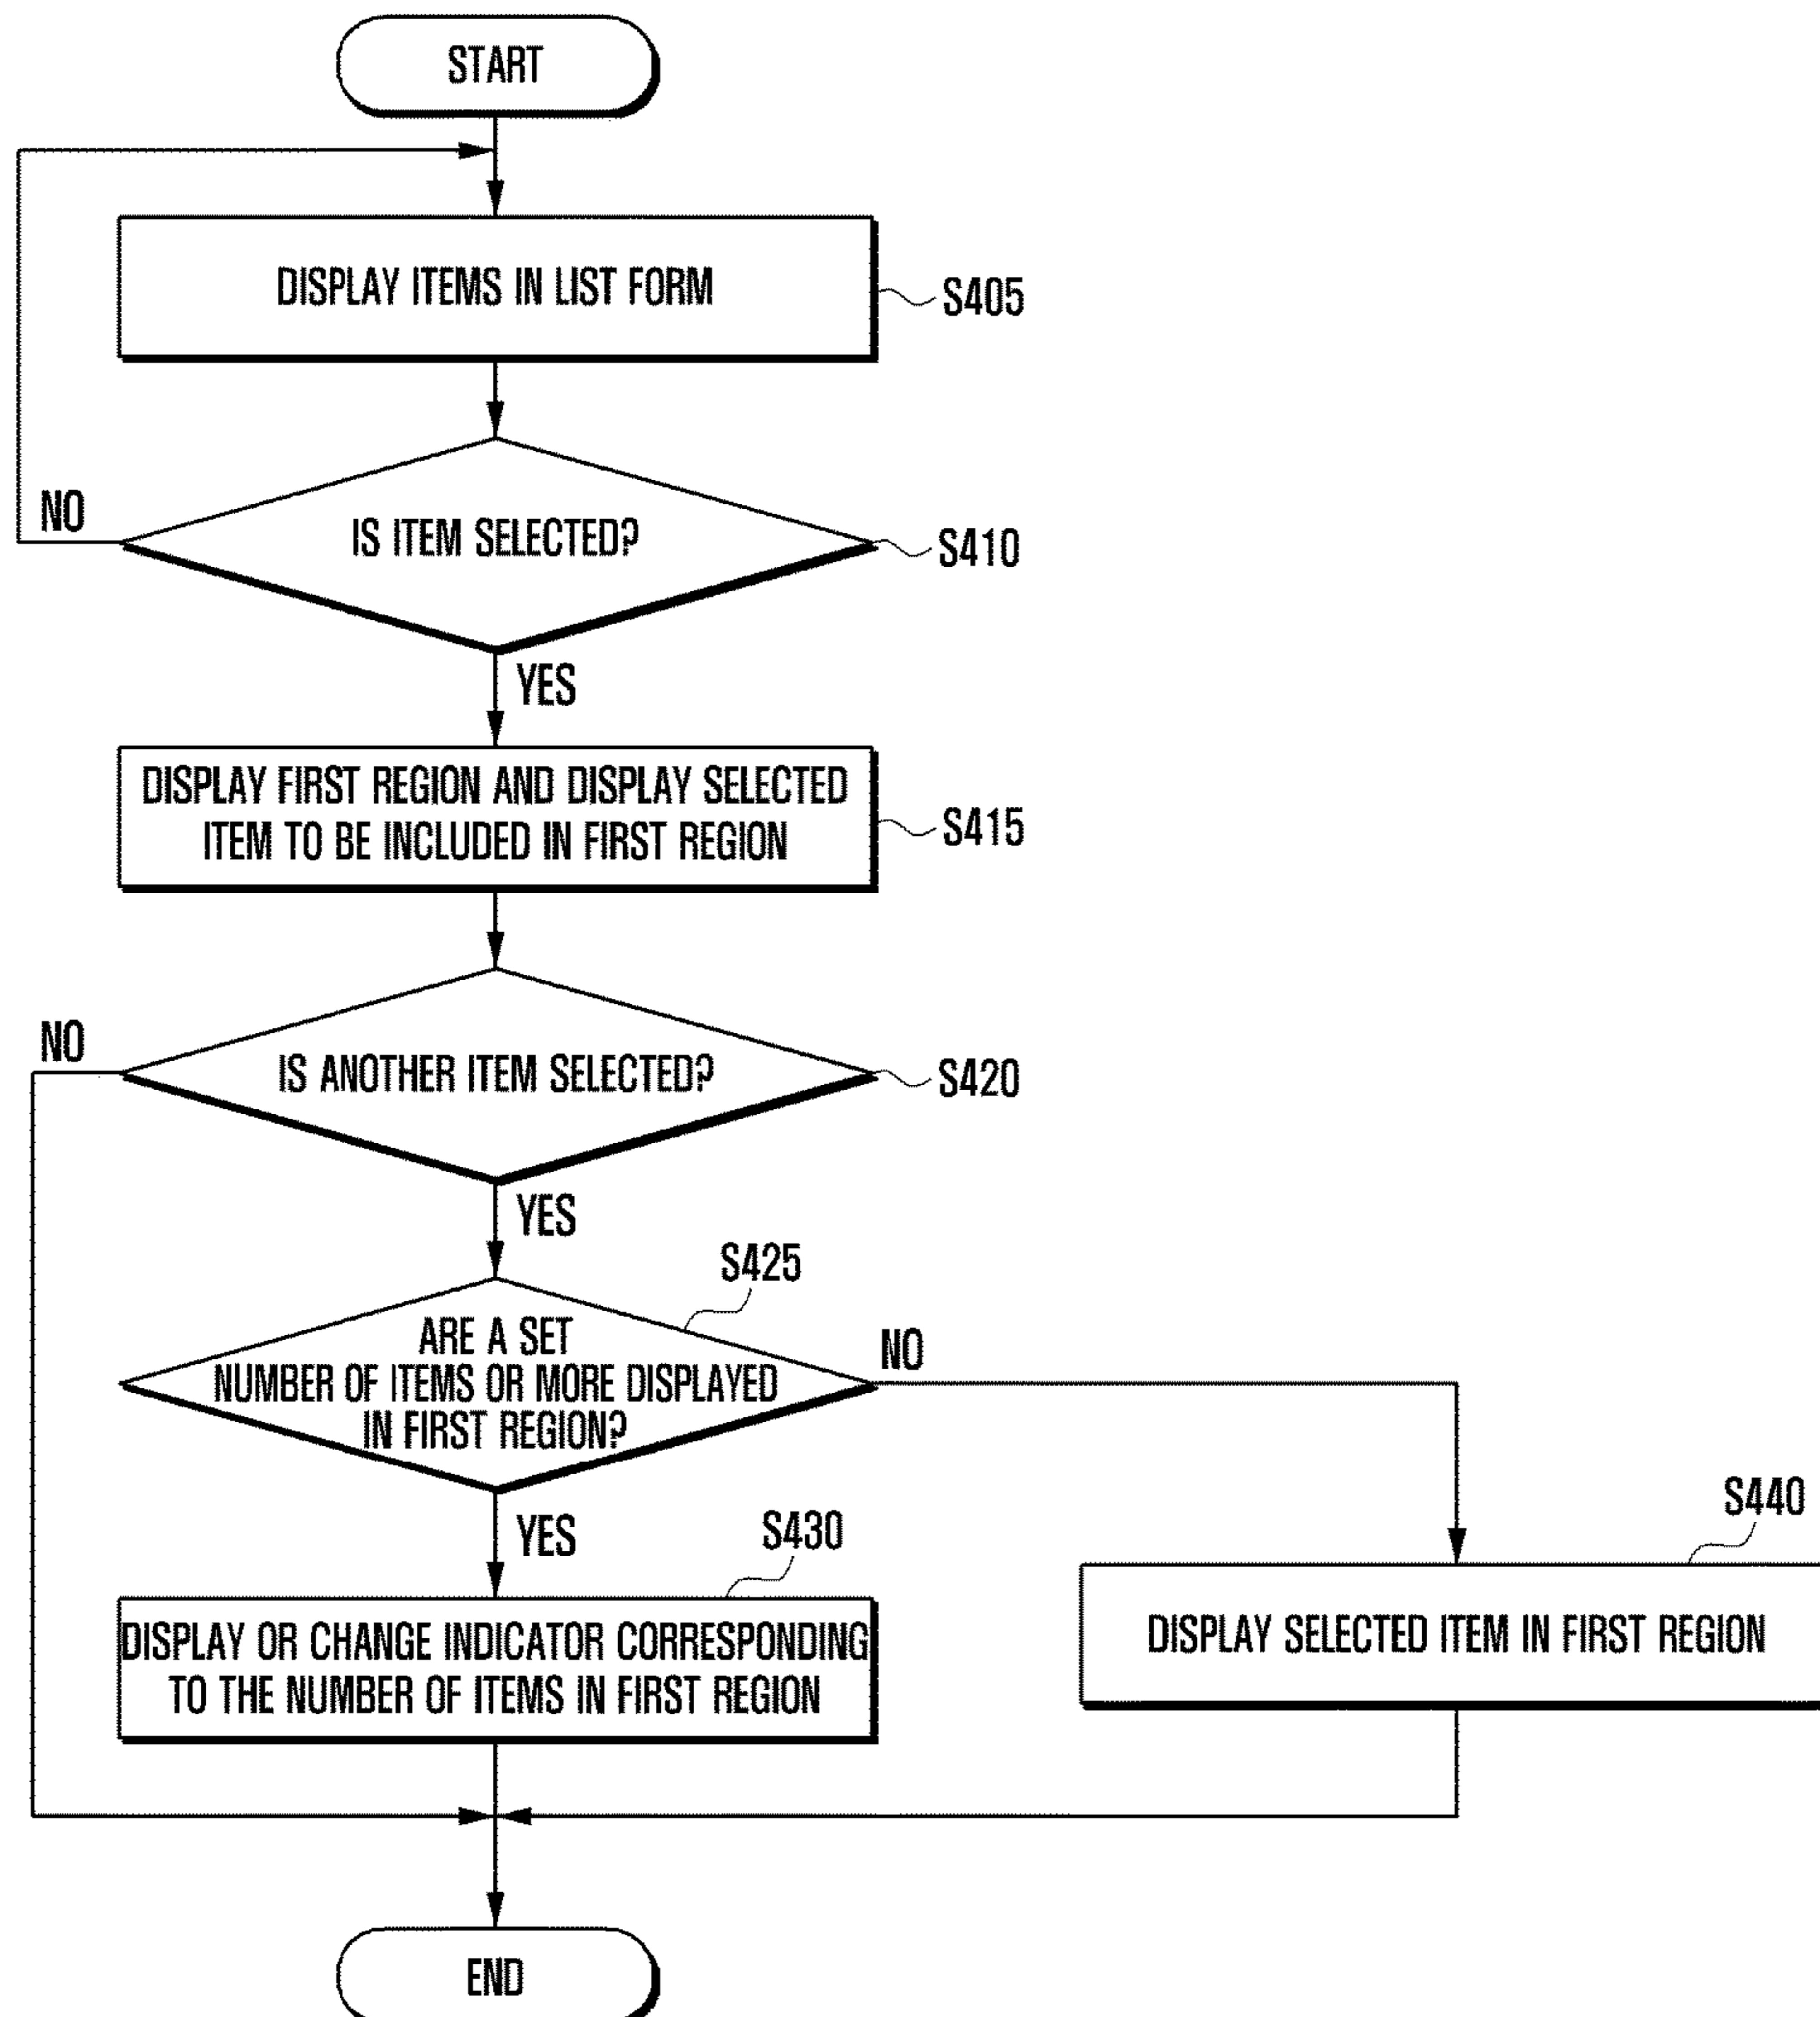 START
DISPLAY ITEMS IN LIST FORM
S405
NO
IS ITEM SELECTED?
S410
YES
DISPLAY FIRST REGION AND DISPLAY SELECTED
ITEM TO BE INCLUDED IN FIRST REGION
S415
NO
IS ANOTHER ITEM SELECTED?
S420
YES
S425
ARE A SET
NUMBER OF ITEMS OR MORE DISPLAYED
IN FIRST REGION?
NO
YES
S430
DISPLAY OR CHANGE INDICATOR CORRESPONDING
TO THE NUMBER OF ITEMS IN FIRST REGION
S440
DISPLAY SELECTED ITEM IN FIRST REGION
END